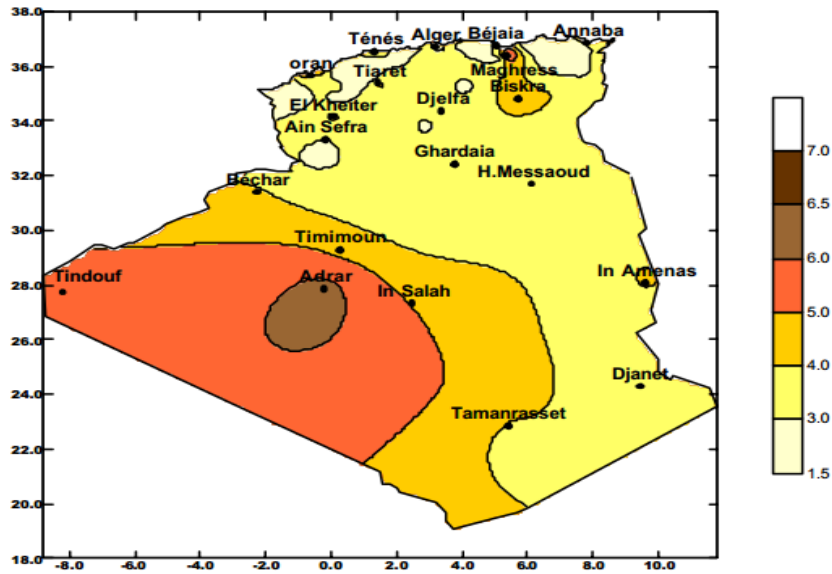 38.0
36.0
34.0
32.0
30.0
28.0
26.0
24.0
22.0
20.0
18.0
-8.0 -6.0 -4.0 -2.0 0.0 2.0 4.0 6.0 8.0 10.0
Ténés Alger Béjaia Annaba
oran Tiaret Maghress
El Kheiter Djelfa Biskra
Ain Sefra
Ghardaia
Béchar H.Messaoud
Timimoun
Tindouf Adrar In Salah In Amenas
Djanet
Tamanrasset
7.0
6.5
6.0
5.0
4.0
3.0
1.5